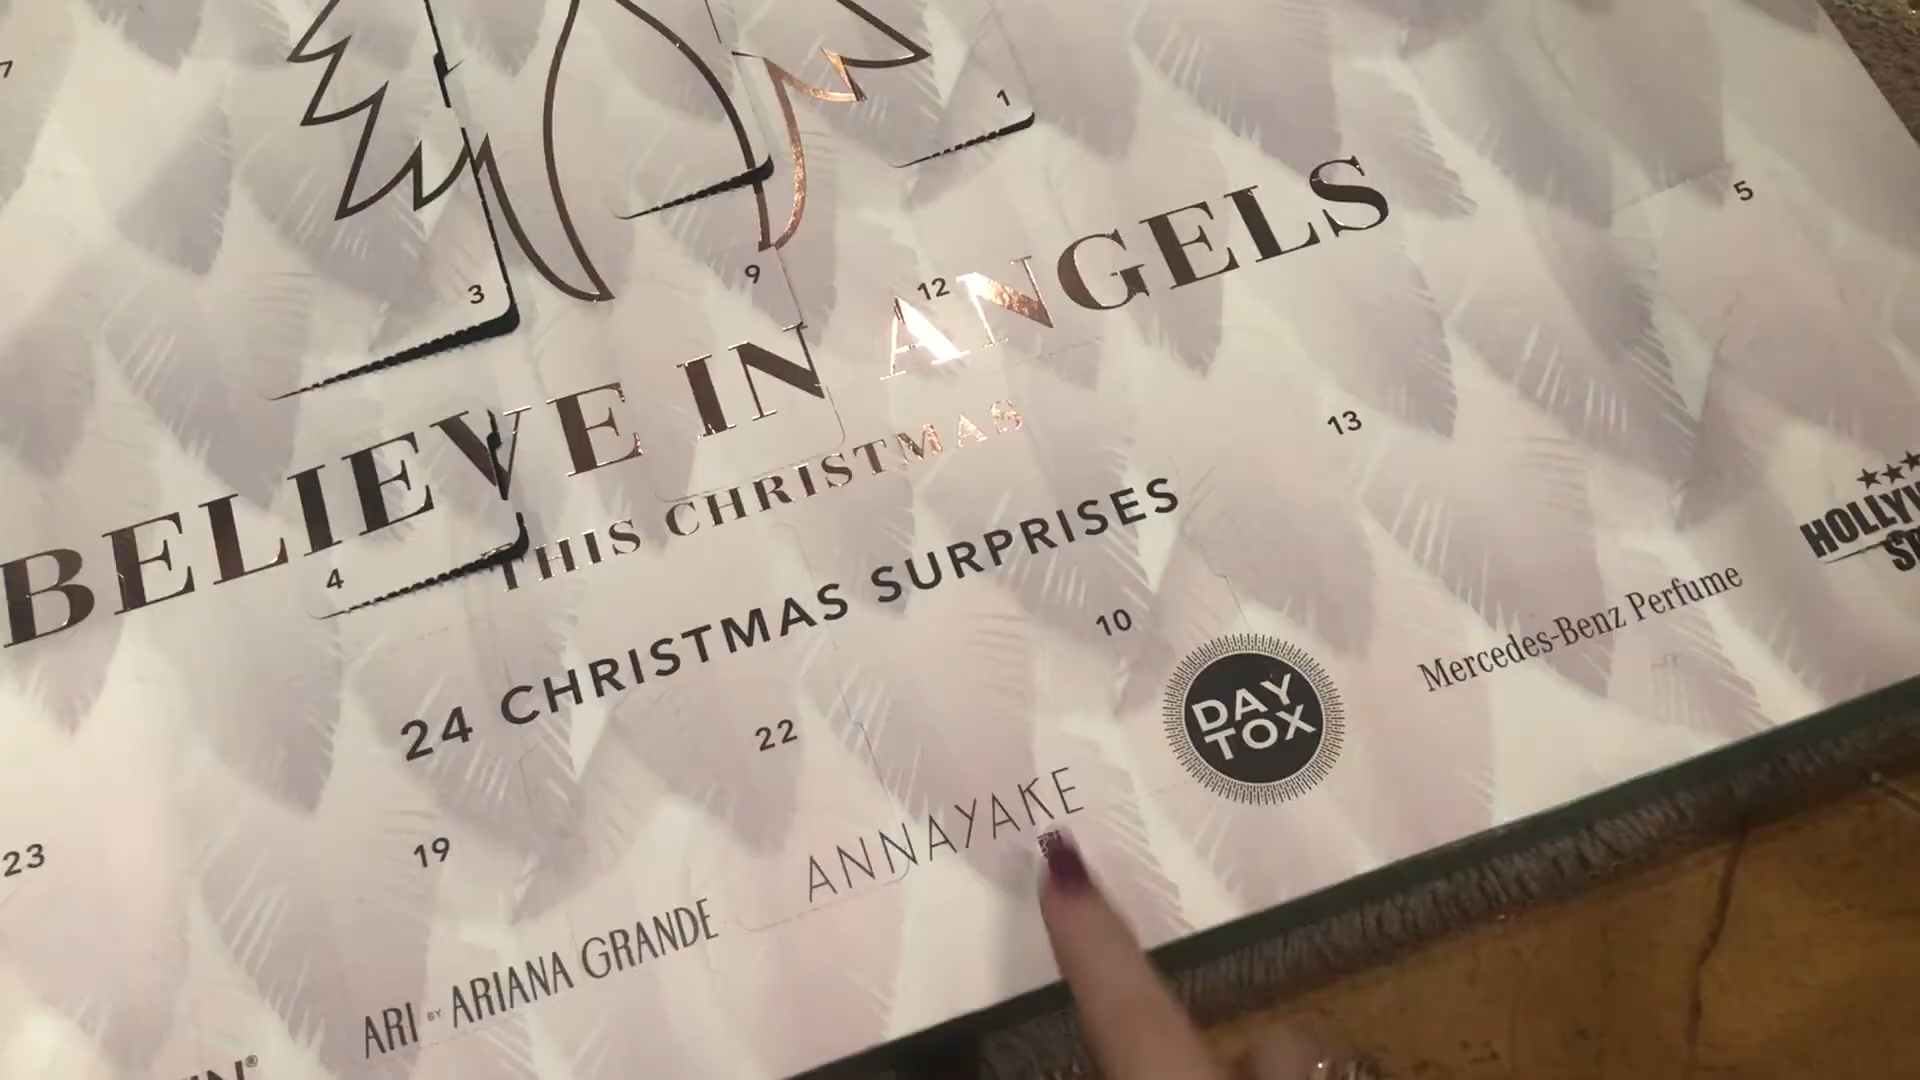 7
1
5
3
9
12
BELIEVE IN ANGELS
THIS CHRISTMAS
13
4
24 CHRISTMAS SURPRISES
10
22
23
19
ARI BY ARIANA GRANDE
ANNAYAKE
DAY
TOX
Mercedes-Benz Perfume